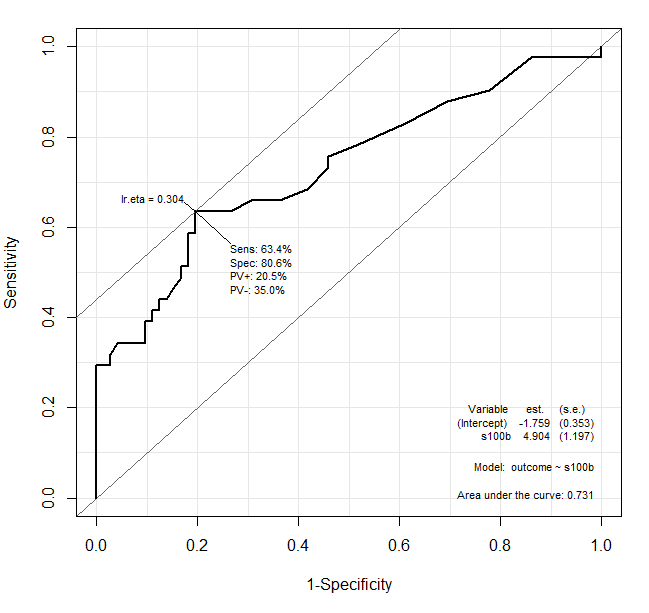 1.0
0.8
0.6
0.4
0.2
0.0
Sensitivity
lr.eta = 0.304
Sens: 63.4%
Spec: 80.6%
PV+: 20.5%
PV-: 35.0%
Variable est. (s.e.)
(Intercept) -1.759 (0.353)
s100b 4.904 (1.197)
Model: outcome ~ s100b
Area under the curve: 0.731
0.0 0.2 0.4 0.6 0.8 1.0
1-Specificity